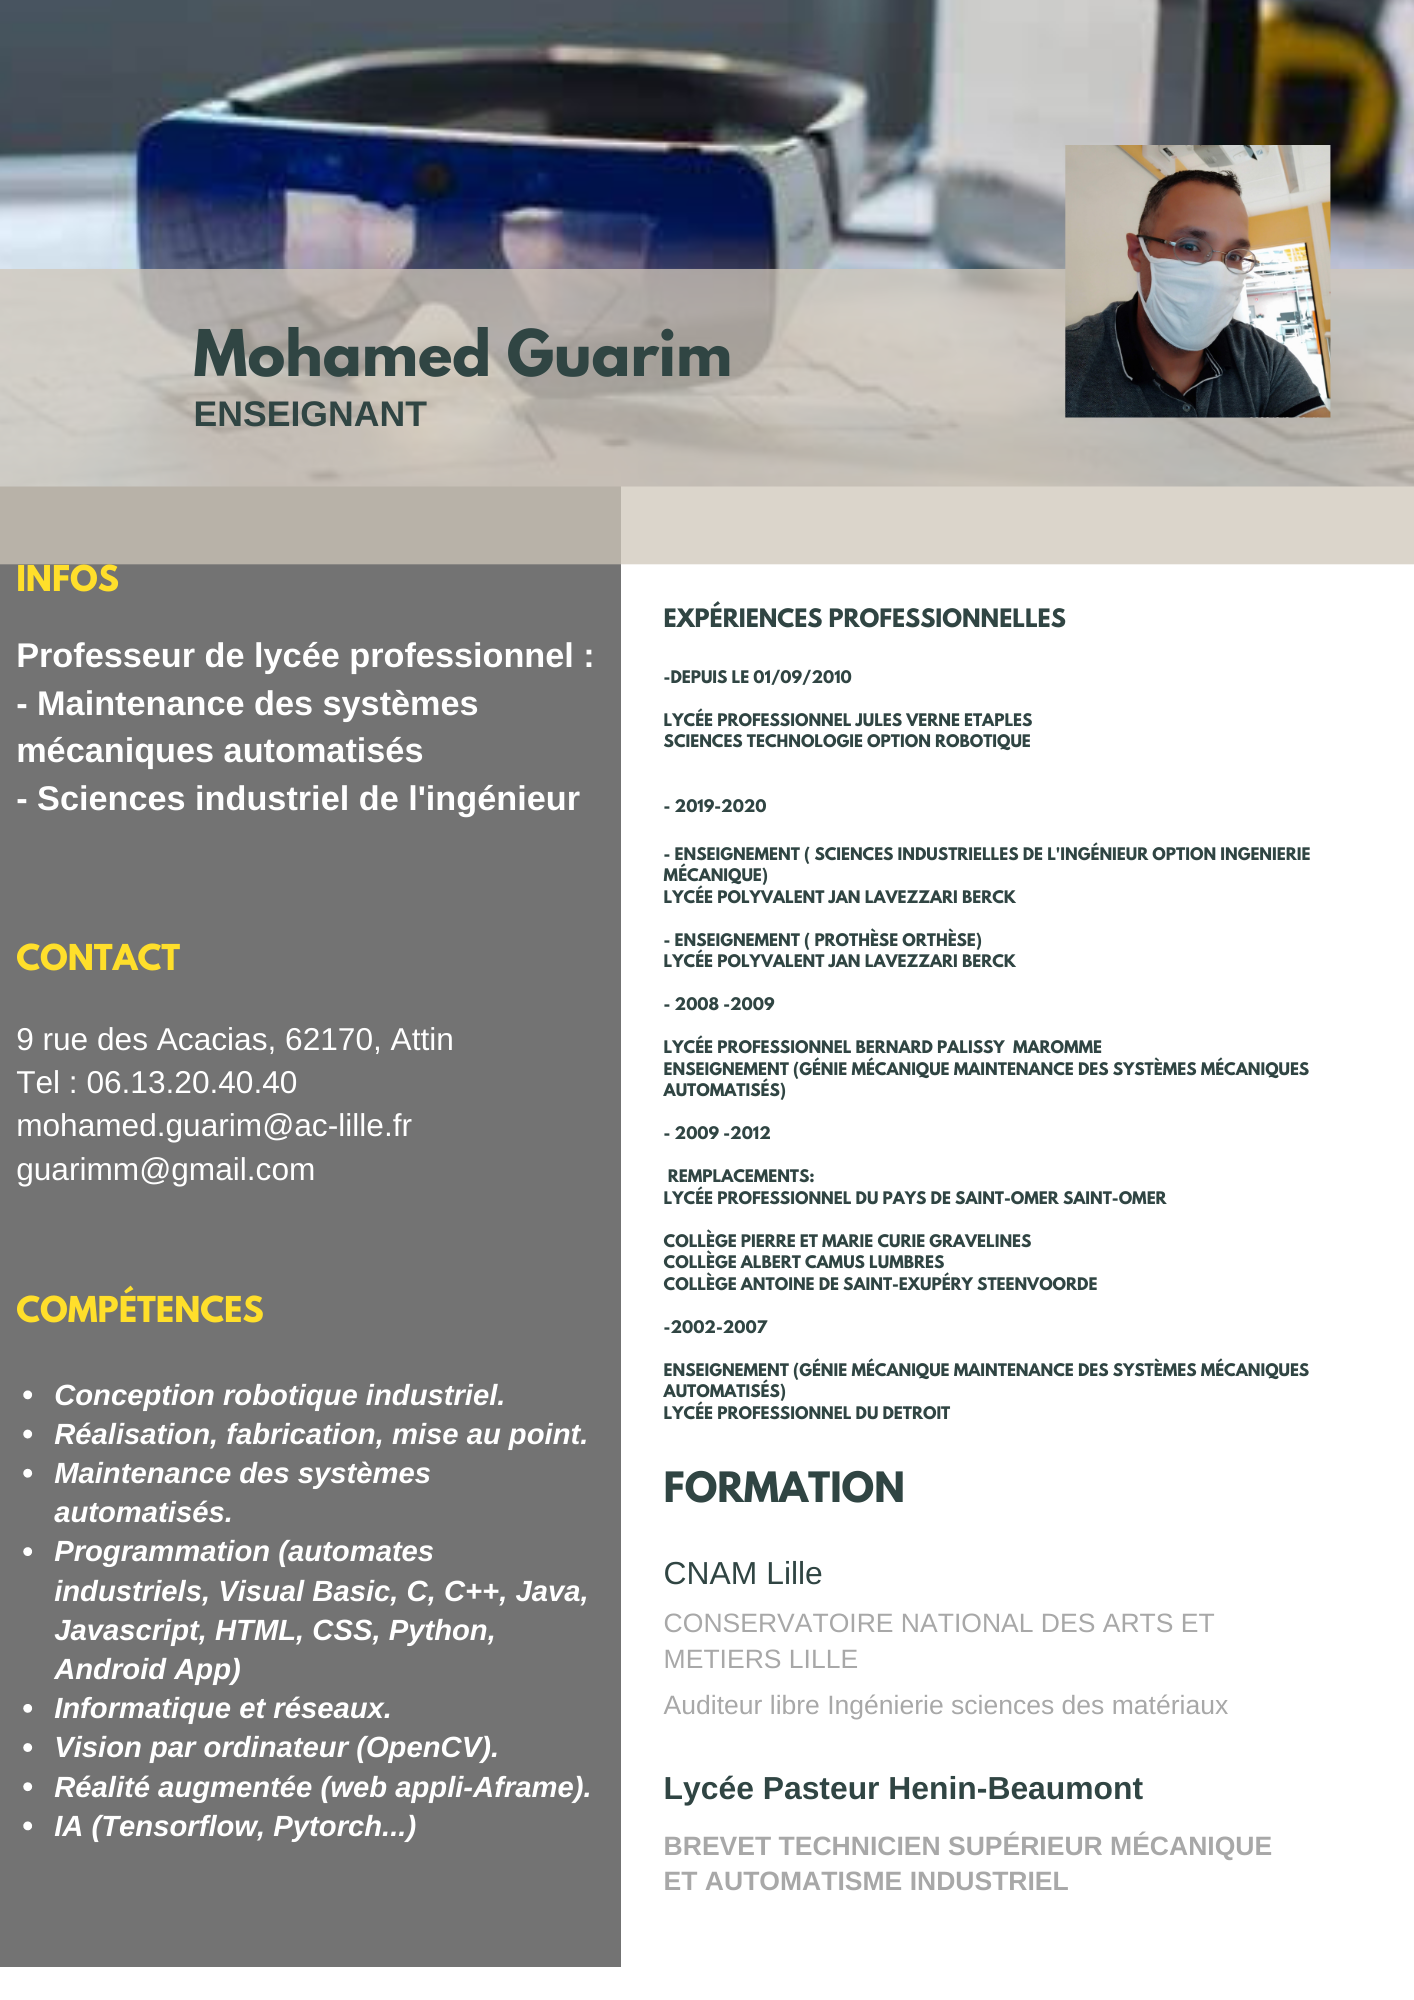 Mohamed Guarim
ENSEIGNANT
INFOS
Professeur de lycée professionnel :
- Maintenance des systèmes
mécaniques automatisés
- Sciences industriel de l'ingénieur
CONTACT
9 rue des Acacias, 62170, Attin
Tel : 06.13.20.40.40
mohamed.guarim@ac-lille.fr
guarimm@gmail.com
COMPÉTENCES
• Conception robotique industriel.
• Réalisation, fabrication, mise au point.
• Maintenance des systèmes
automatisés.
• Programmation (automates
industriels, Visual Basic, C, C++, Java,
Javascript, HTML, CSS, Python,
Android App)
• Informatique et réseaux.
• Vision par ordinateur (OpenCV).
• Réalité augmentée (web appli-Aframe).
• IA (Tensorflow, Pytorch...)
EXPÉRIENCES PROFESSIONNELLES
-DEPUIS LE 01/09/2010
LYCÉE PROFESSIONNEL JULES VERNE ETAPLES
SCIENCES TECHNOLOGIE OPTION ROBOTIQUE
- 2019-2020
- ENSEIGNEMENT ( SCIENCES INDUSTRIELLES DE L'INGÉNIEUR OPTION INGENIERIE
MÉCANIQUE)
LYCÉE POLYVALENT JAN LAVEZZARI BERCK
- ENSEIGNEMENT ( PROTHÈSE ORTHÈSE)
LYCÉE POLYVALENT JAN LAVEZZARI BERCK
- 2008 -2009
LYCÉE PROFESSIONNEL BERNARD PALISSY  MAROMME
ENSEIGNEMENT (GÉNIE MÉCANIQUE MAINTENANCE DES SYSTÈMES MÉCANIQUES
AUTOMATISÉS)
- 2009 -2012
REMPLACEMENTS:
LYCÉE PROFESSIONNEL DU PAYS DE SAINT-OMER SAINT-OMER
COLLÈGE PIERRE ET MARIE CURIE GRAVELINES
COLLÈGE ALBERT CAMUS LUMBRES
COLLÈGE ANTOINE DE SAINT-EXUPÉRY STEENVOORDE
-2002-2007
ENSEIGNEMENT (GÉNIE MÉCANIQUE MAINTENANCE DES SYSTÈMES MÉCANIQUES
AUTOMATISÉS)
LYCÉE PROFESSIONNEL DU DETROIT
FORMATION
CNAM Lille
CONSERVATOIRE NATIONAL DES ARTS ET
METIERS LILLE
Auditeur libre Ingénierie sciences des matériaux
Lycée Pasteur Henin-Beaumont
BREVET TECHNICIEN SUPÉRIEUR MÉCANIQUE
ET AUTOMATISME INDUSTRIEL